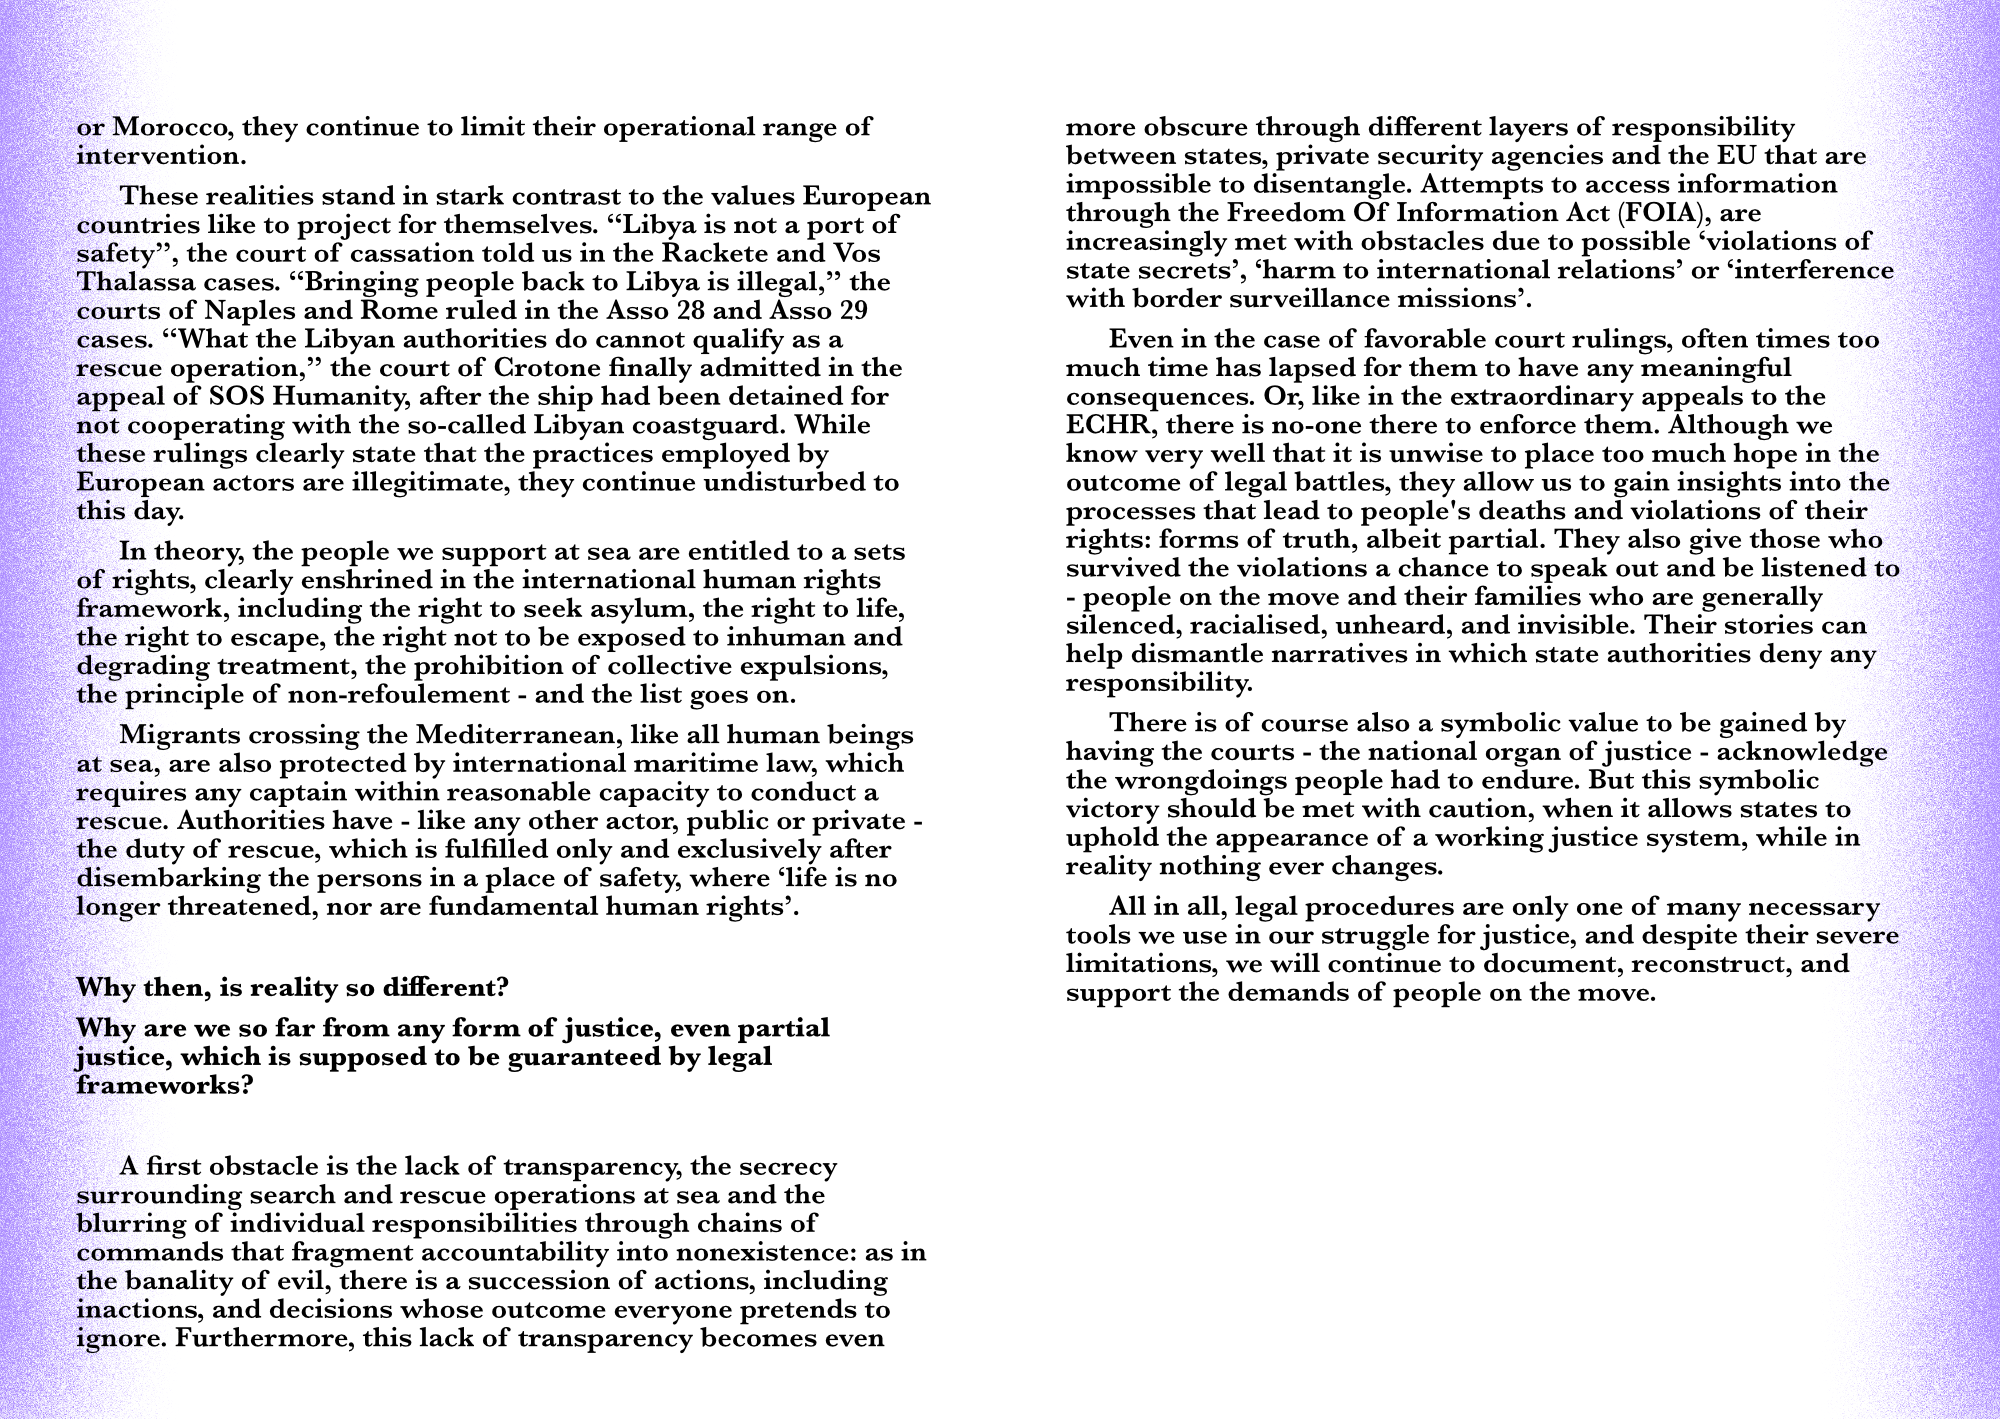 or Morocco, they continue to limit their operational range of
intervention.
These realities stand in stark contrast to the values European
countries like to project for themselves. “Libya is not a port of
safety”, the court of cassation told us in the Rackete and Vos
Thalassa cases. “Bringing people back to Libya is illegal,” the
courts of Naples and Rome ruled in the Asso 28 and Asso 29
cases. “What the Libyan authorities do cannot qualify as a
rescue operation,” the court of Crotone finally admitted in the
appeal of SOS Humanity, after the ship had been detained for
not cooperating with the so-called Libyan coastguard. While
these rulings clearly state that the practices employed by
European actors are illegitimate, they continue undisturbed to
this day.
In theory, the people we support at sea are entitled to a sets
of rights, clearly enshrined in the international human rights
framework, including the right to seek asylum, the right to life,
the right to escape, the right not to be exposed to inhuman and
degrading treatment, the prohibition of collective expulsions,
the principle of non-refoulement - and the list goes on.
Migrants crossing the Mediterranean, like all human beings
at sea, are also protected by international maritime law, which
requires any captain within reasonable capacity to conduct a
rescue. Authorities have - like any other actor, public or private -
the duty of rescue, which is fulfilled only and exclusively after
disembarking the persons in a place of safety, where ‘life is no
longer threatened, nor are fundamental human rights’.
Why then, is reality so different?
Why are we so far from any form of justice, even partial
justice, which is supposed to be guaranteed by legal
frameworks?
A first obstacle is the lack of transparency, the secrecy
surrounding search and rescue operations at sea and the
blurring of individual responsibilities through chains of
commands that fragment accountability into nonexistence: as in
the banality of evil, there is a succession of actions, including
inactions, and decisions whose outcome everyone pretends to
ignore. Furthermore, this lack of transparency becomes even
more obscure through different layers of responsibility
between states, private security agencies and the EU that are
impossible to disentangle. Attempts to access information
through the Freedom Of Information Act (FOIA), are
increasingly met with obstacles due to possible ‘violations of
state secrets’, ‘harm to international relations’ or ‘interference
with border surveillance missions’.
Even in the case of favorable court rulings, often times too
much time has lapsed for them to have any meaningful
consequences. Or, like in the extraordinary appeals to the
ECHR, there is no-one there to enforce them. Although we
know very well that it is unwise to place too much hope in the
outcome of legal battles, they allow us to gain insights into the
processes that lead to people's deaths and violations of their
rights: forms of truth, albeit partial. They also give those who
survived the violations a chance to speak out and be listened to
- people on the move and their families who are generally
silenced, racialised, unheard, and invisible. Their stories can
help dismantle narratives in which state authorities deny any
responsibility.
There is of course also a symbolic value to be gained by
having the courts - the national organ of justice - acknowledge
the wrongdoings people had to endure. But this symbolic
victory should be met with caution, when it allows states to
uphold the appearance of a working justice system, while in
reality nothing ever changes.
All in all, legal procedures are only one of many necessary
tools we use in our struggle for justice, and despite their severe
limitations, we will continue to document, reconstruct, and
support the demands of people on the move.